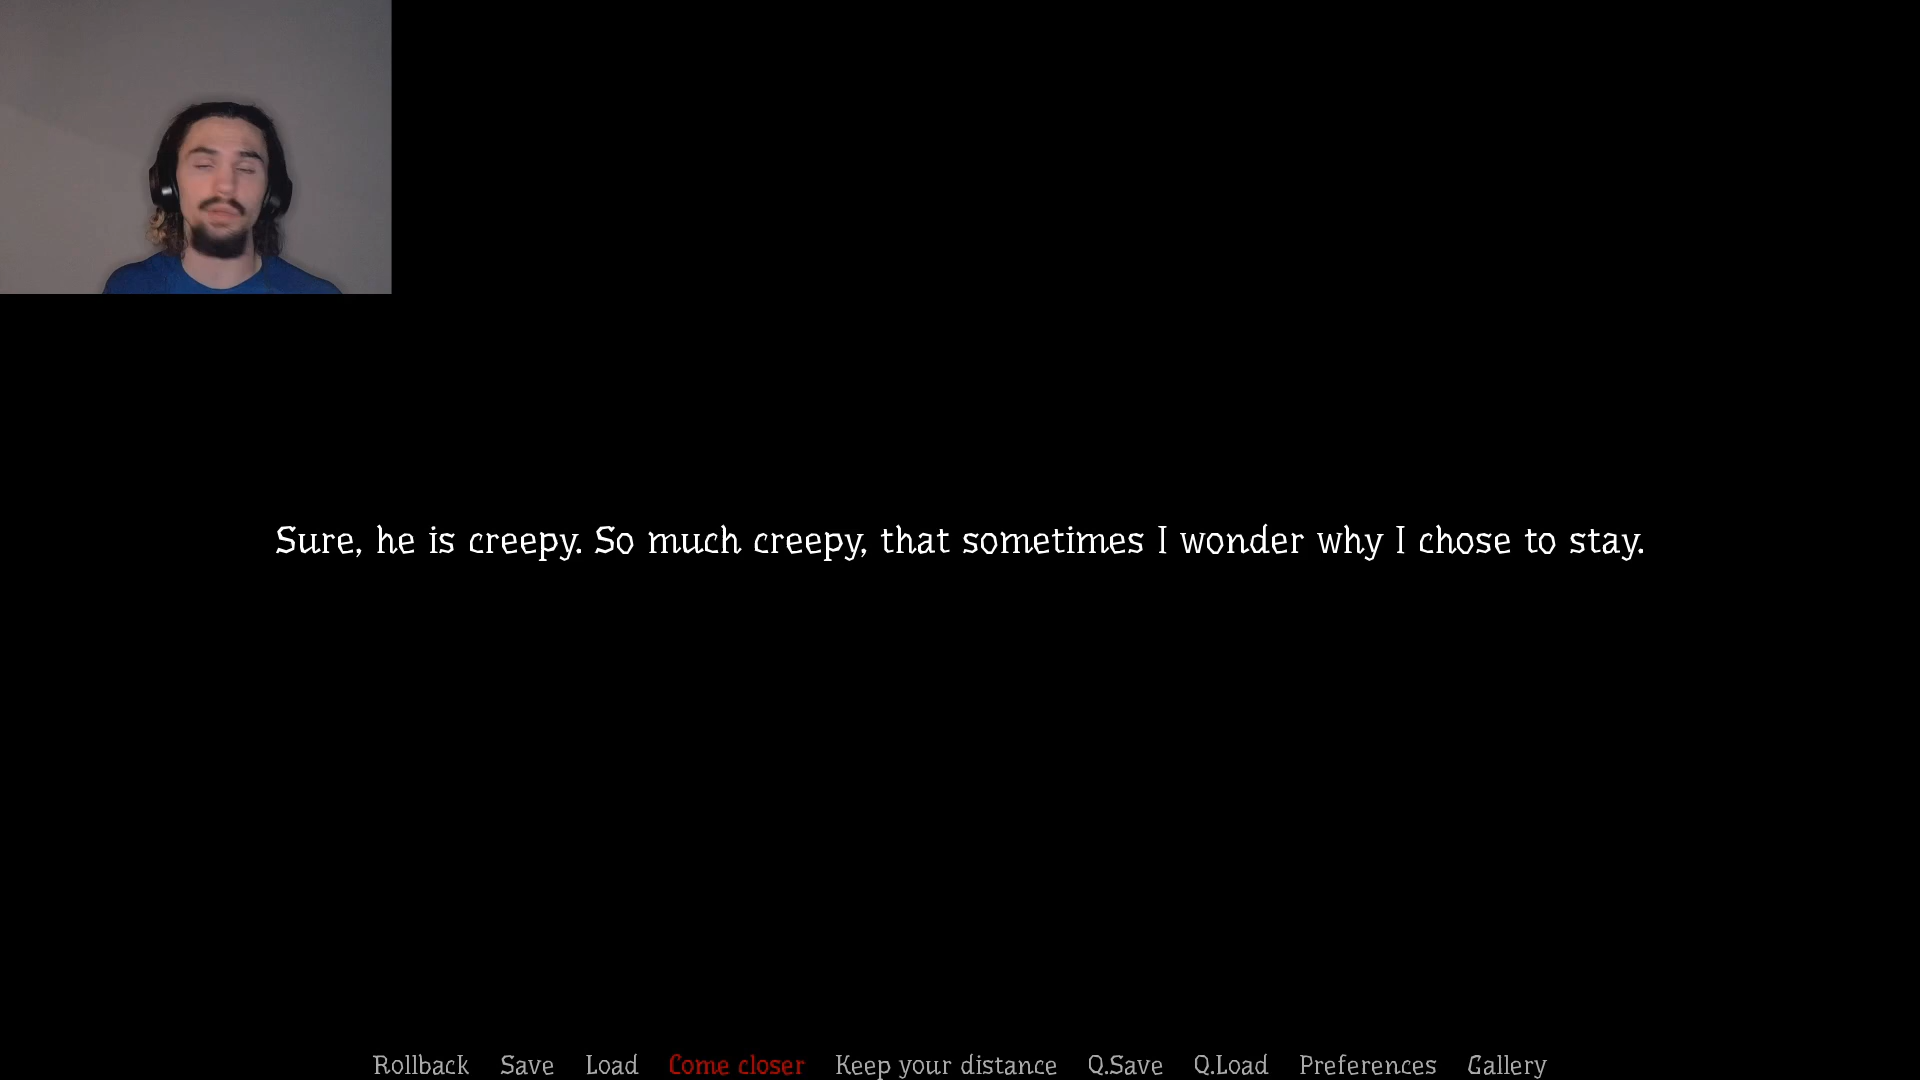 Sure, he is creepy. So much creepy, that sometimes I wonder why I chose to stay.
Rollback Save Load Come closer Keep your distance Q.Save Q.Load Preferences Gallery